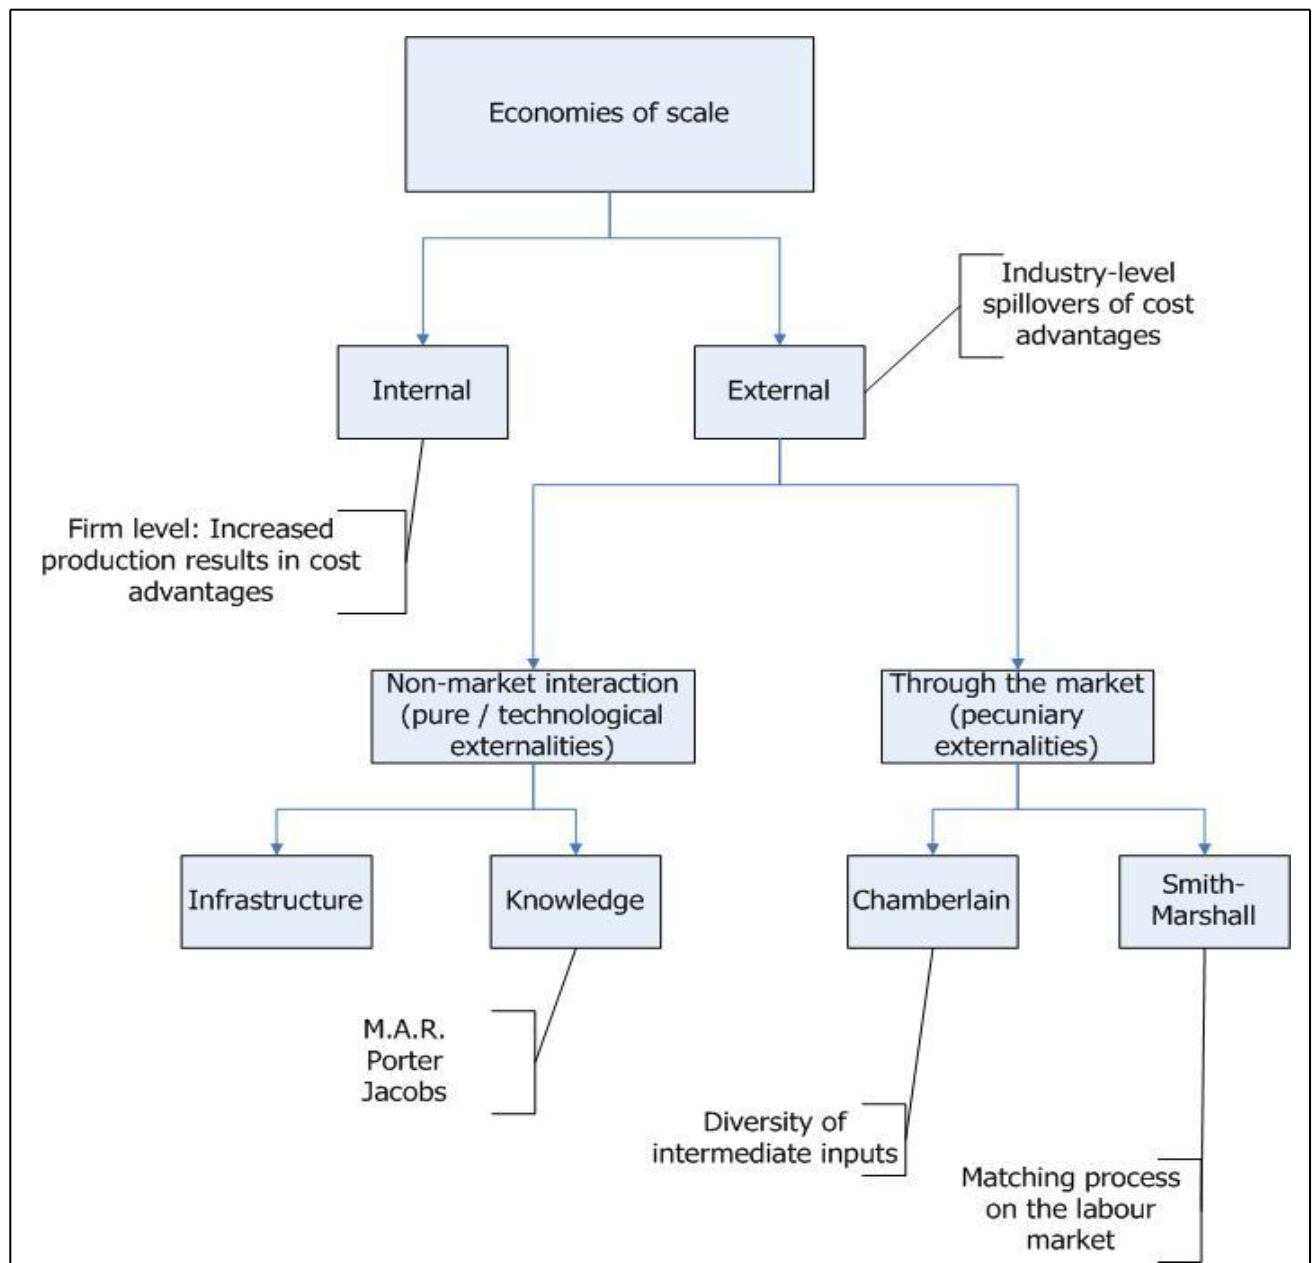 Economies of scale
Industry-level
spillovers of cost
advantages
Internal
External
Firm level: Increased
production results in cost
advantages
Non-market interaction
(pure / technological
externalities)
Through the market
(pecuniary
externalities)
Infrastructure
Knowledge
Chamberlain
Smith-
Marshall
M.A.R.
Porter
Jacobs
Diversity of
intermediate inputs
Matching process
on the labour
market